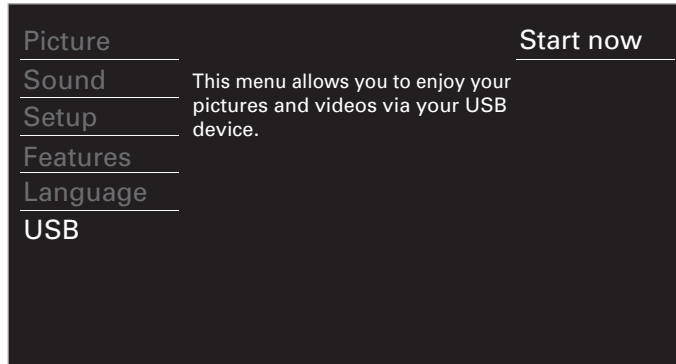 Picture
Sound
Setup
Features
Language
USB
This menu allows you to enjoy your
pictures and videos via your USB
device.
Start now